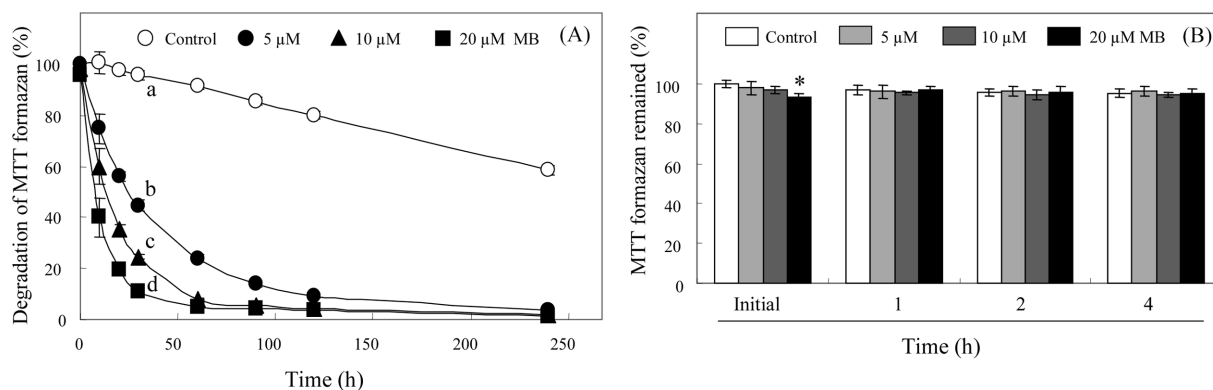 Control 5 µM 10 µM 20 µM MB (A)
Degradation of MTT formazan (%)
120
100
80
60
40
20
0
a
b
c
d
0 50 100 150 200 250
Time (h)
Control 5 µM 10 µM 20 µM MB
(B)
MTT formazan remained (%)
120
100
80
60
40
20
0
*
Initial 1 2 4
Time (h)